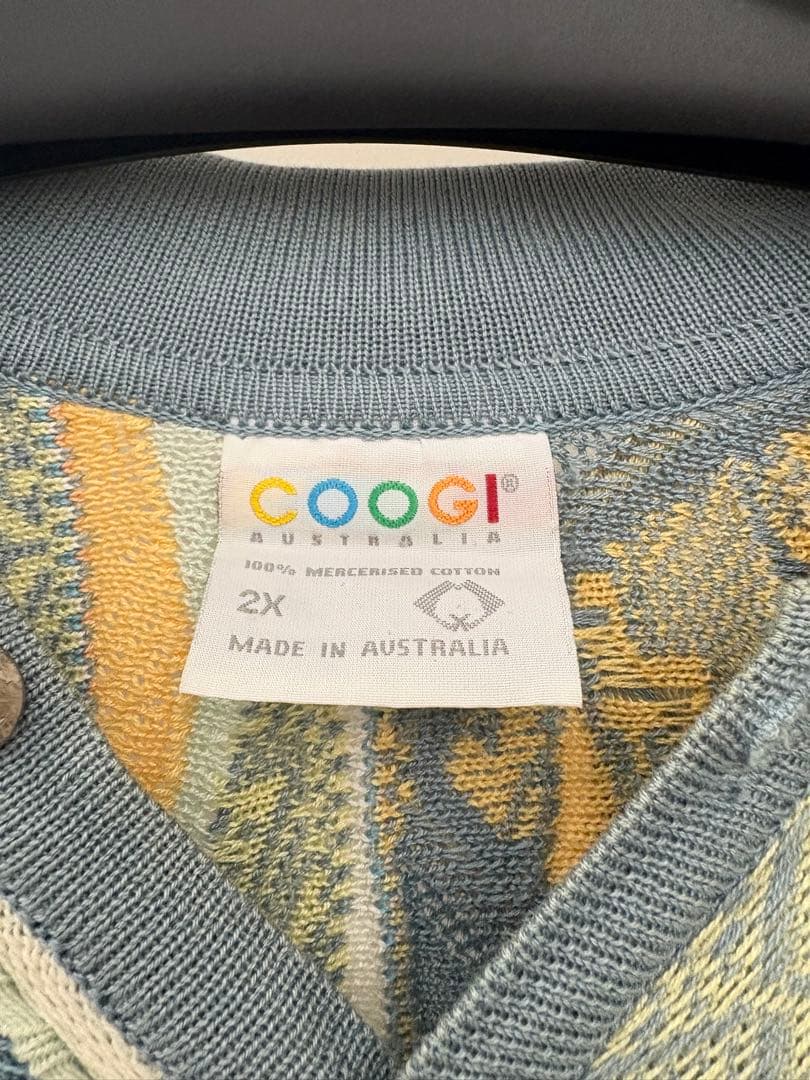 COOGI®
AUSTRALIA
100% MERCERISED COTTON
2X
MADE IN AUSTRALIA